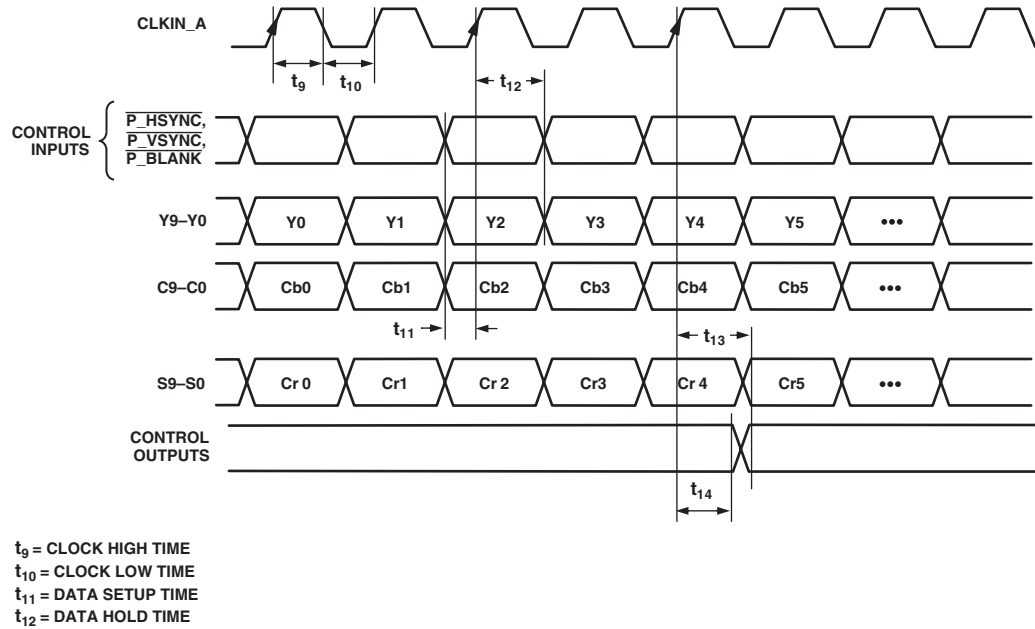 CLKIN_A
t9
t10
t12
CONTROL INPUTS
P_HSYNC,
P_VSYNC,
P_BLANK
Y9–Y0 Y0 Y1 Y2 Y3 Y4 Y5 •••
C9–C0 Cb0 Cb1 Cb2 Cb3 Cb4 Cb5 •••
t11
t13
S9–S0 Cr 0 Cr1 Cr 2 Cr3 Cr 4 Cr5 •••
CONTROL
OUTPUTS
t14
t9 = CLOCK HIGH TIME
t10 = CLOCK LOW TIME
t11 = DATA SETUP TIME
t12 = DATA HOLD TIME